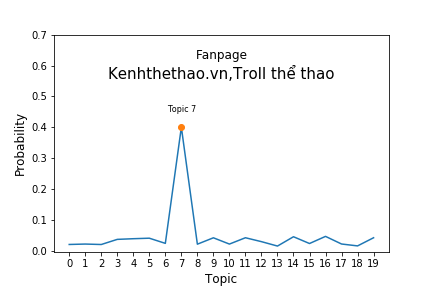 Fanpage
Kenhthethao.vn,Troll thể thao
Topic 7
Probability
0.7
0.6
0.5
0.4
0.3
0.2
0.1
0.0
0 1 2 3 4 5 6 7 8 9 10 11 12 13 14 15 16 17 18 19
Topic